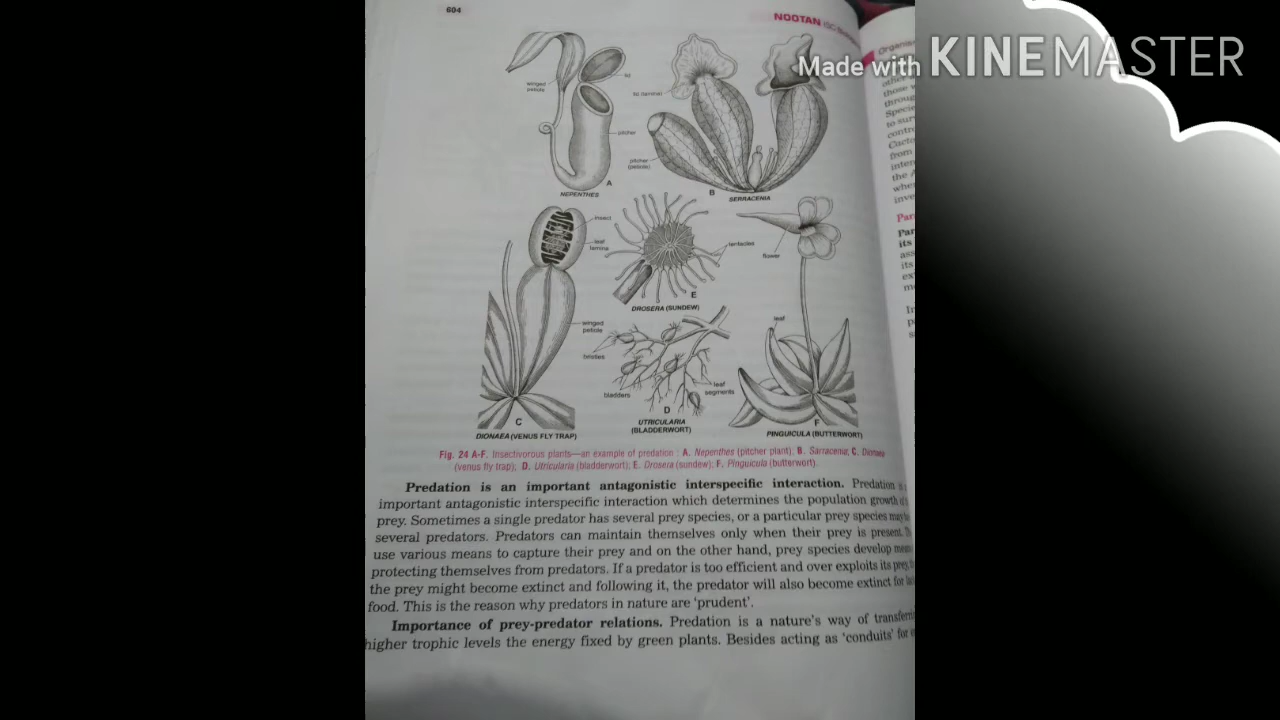 604
NOOTAN ISC
Made with KINEMASTER
winged
petiole
lid
pitcher
A
NEPENTHES
lid (lamina)
pitcher
(petiole)
B
SERRACENIA
insect
leaf
lamina
winged
petiole
C
DIONAEA (VENUS FLY TRAP)
tentacles
E
DROSERA (SUNDEW)
bristles
bladders
leaf
segments
D
UTRICULARIA
(BLADDERWORT)
flower
leaf
F
PINGUICULA (BUTTERWORT)
Fig. 24 A-F. Insectivorous plants—an example of predation : A. Nepenthes (pitcher plant); B. Sarracenia; C. Dionaea
(venus fly trap); D. Utricularia (bladderwort); E. Drosera (sundew); F. Pinguicula (butterwort).
Predation is an important antagonistic interspecific interaction. Predation is
important antagonistic interspecific interaction which determines the population growth of
prey. Sometimes a single predator has several prey species, or a particular prey species may
several predators. Predators can maintain themselves only when their prey is present.
use various means to capture their prey and on the other hand, prey species develop
protecting themselves from predators. If a predator is too efficient and over exploits its prey,
the prey might become extinct and following it, the predator will also become extinct for
food. This is the reason why predators in nature are 'prudent'.
Importance of prey-predator relations. Predation is a nature's way of
higher trophic levels the energy fixed by green plants. Besides acting as 'conduits' for